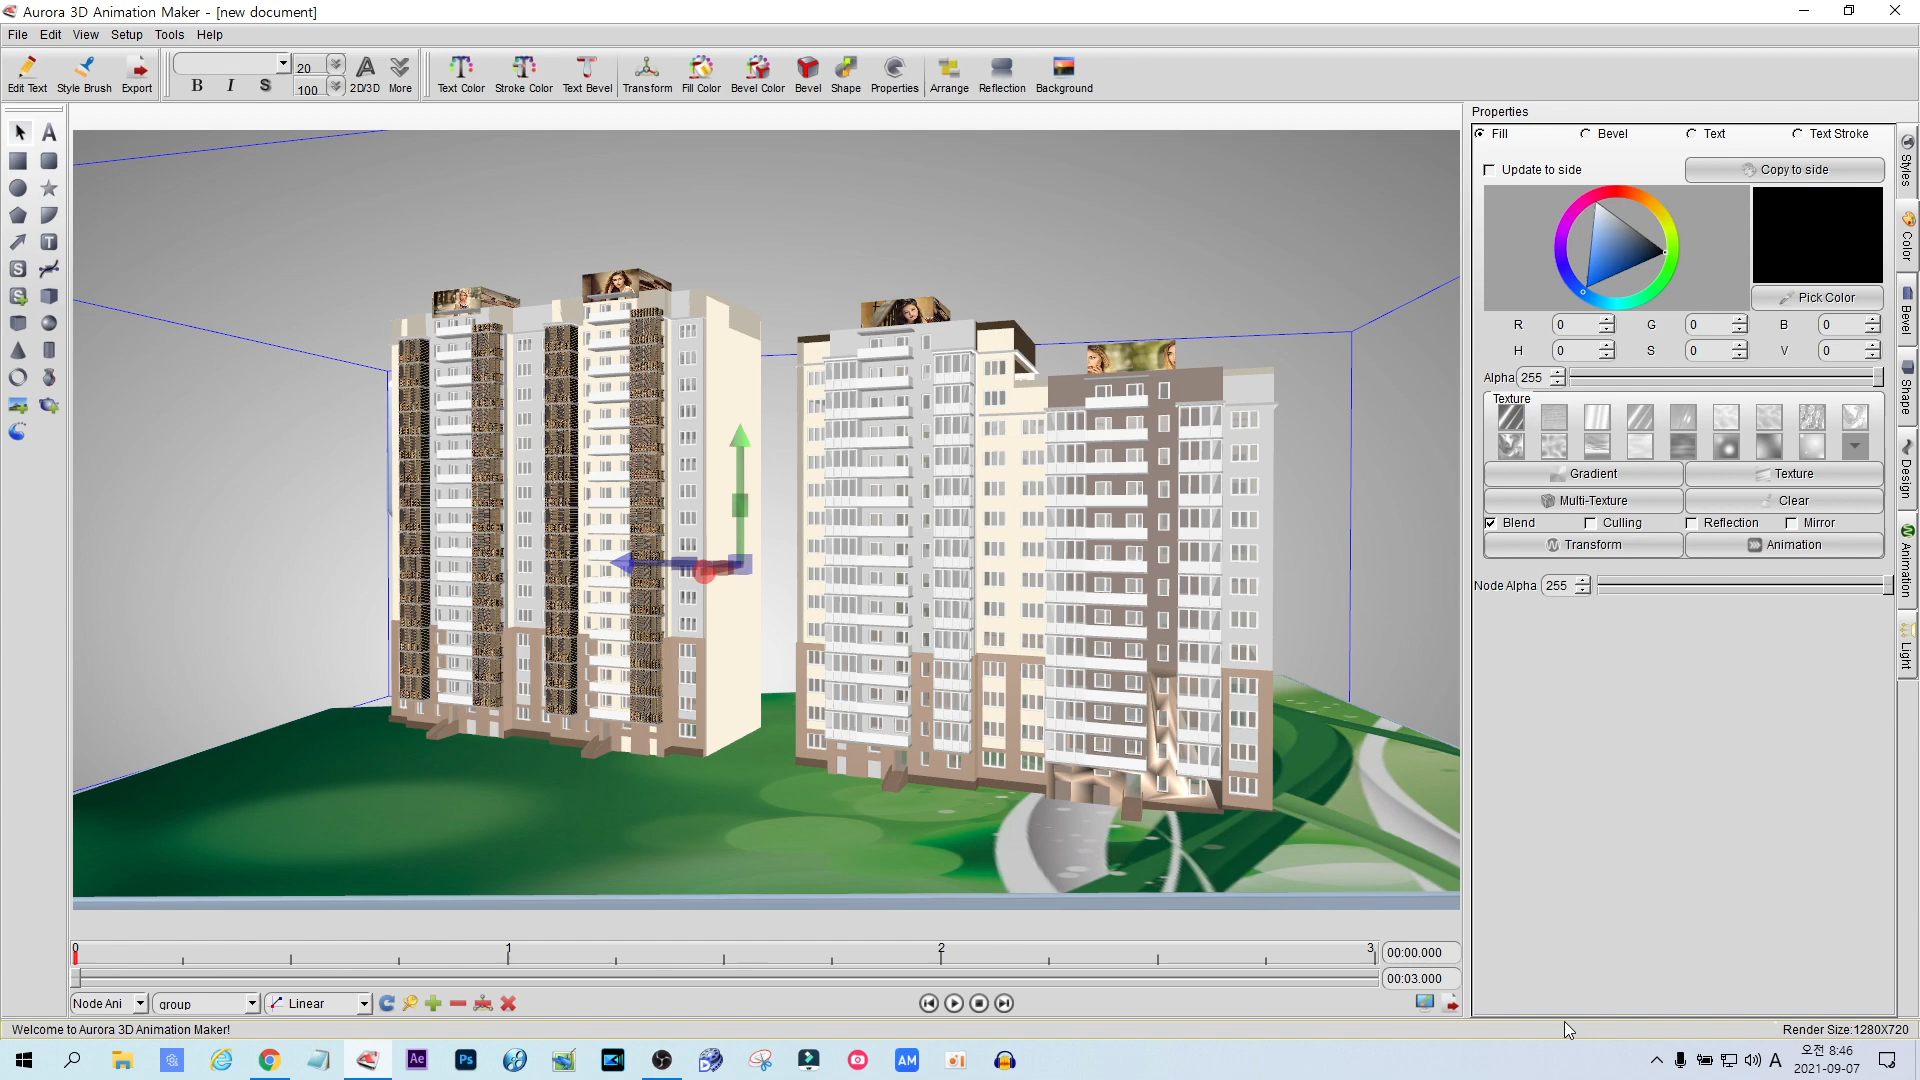 Aurora 3D Animation Maker - [new document]
File Edit View Setup Tools Help
20
100
B I S
Edit Text Style Brush Export 2D/3D More Text Color Stroke Color Text Bevel Transform Fill Color Bevel Color Bevel Shape Properties Arrange Reflection Background
Properties
Fill Bevel Text Text Stroke
Update to side Copy to side
Pick Color
R 0 G 0 B 0
H 0 S 0 V 0
Alpha 255
Texture
Gradient Texture
Multi-Texture Clear
Blend Culling Reflection Mirror
Transform Animation
Node Alpha 255
Styles
Color
Bevel
Shape
Design
Animation
Light
0 1 2 3
00:00.000
00:03.000
Node Ani group Linear
Welcome to Aurora 3D Animation Maker!
Render Size:1280X720
Ae Ps AM
A
오전 8:46
2021-09-07